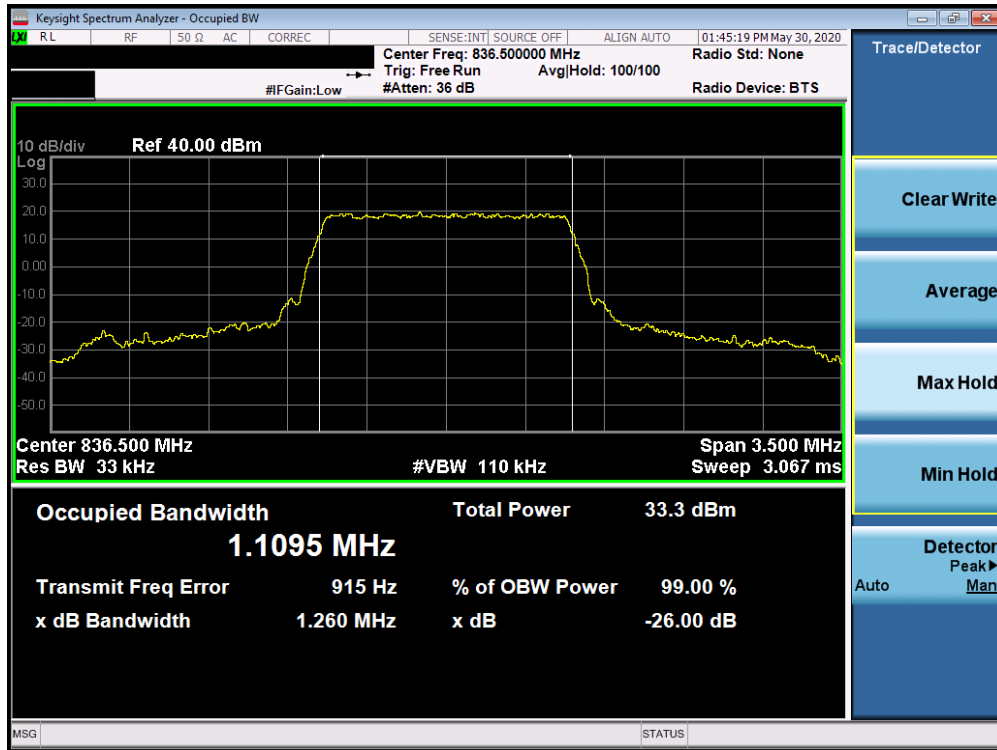 Keysight Spectrum Analyzer - Occupied BW
LXI RL RF 50 Ω AC CORREC SENSE:INT SOURCE OFF ALIGN AUTO 01:45:19 PM May 30, 2020
Center Freq: 836.500000 MHz Radio Std: None
Trig: Free Run Avg|Hold: 100/100
#IFGain:Low #Atten: 36 dB Radio Device: BTS
10 dB/div Ref 40.00 dBm
Log
30.0
20.0
10.0
0.00
-10.0
-20.0
-30.0
-40.0
-50.0
Center 836.500 MHz Span 3.500 MHz
Res BW 33 kHz #VBW 110 kHz Sweep 3.067 ms
Occupied Bandwidth Total Power 33.3 dBm
1.1095 MHz
Transmit Freq Error 915 Hz % of OBW Power 99.00 %
x dB Bandwidth 1.260 MHz x dB -26.00 dB
MSG STATUS
Trace/Detector
Clear Write
Average
Max Hold
Min Hold
Detector
Peak▶
Auto Man